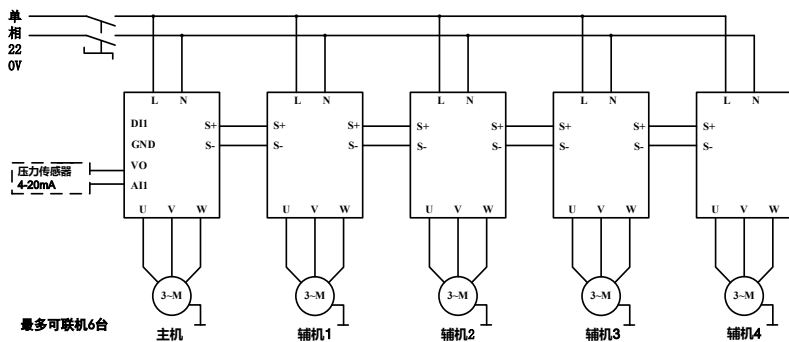 单
相
22
0V
L N L N L N L N L N
DI1 S+ S+ S+ S+ S+ S+ S+ S+
GND S- S- S- S- S- S- S- S-
VO
压力传感器
4-20mA AI1
U V W U V W U V W U V W U V W
3~M 3~M 3~M 3~M 3~M
最多可联机6台
主机 辅机1 辅机2 辅机3 辅机4